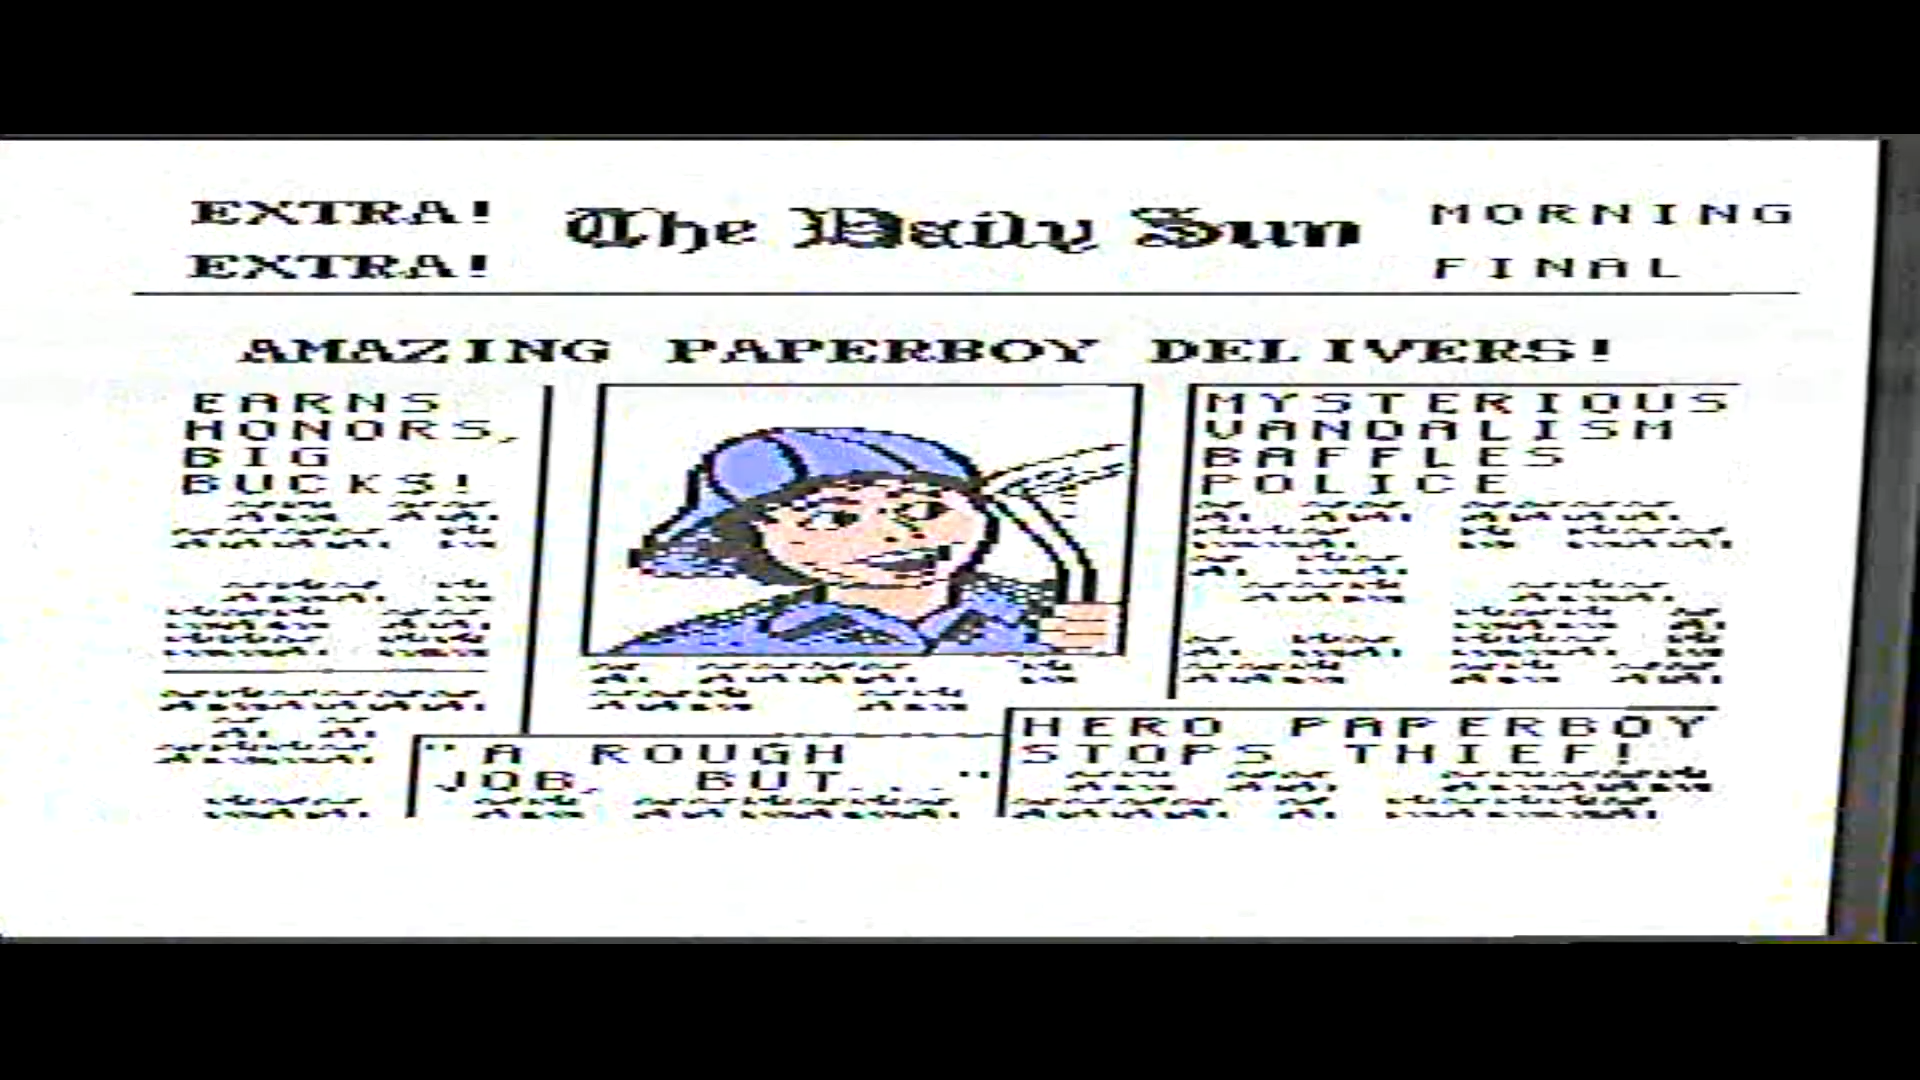 EXTRA!
EXTRA!
The Daily Sun
MORNING
FINAL
AMAZING PAPERBOY DELIVERS!
EARNS
HONORS,
BIG
BUCKS!
MYSTERIOUS
VANDALISM
BAFFLES
POLICE
"A ROUGH
JOB, BUT..."
HERO PAPERBOY
STOPS THIEF!